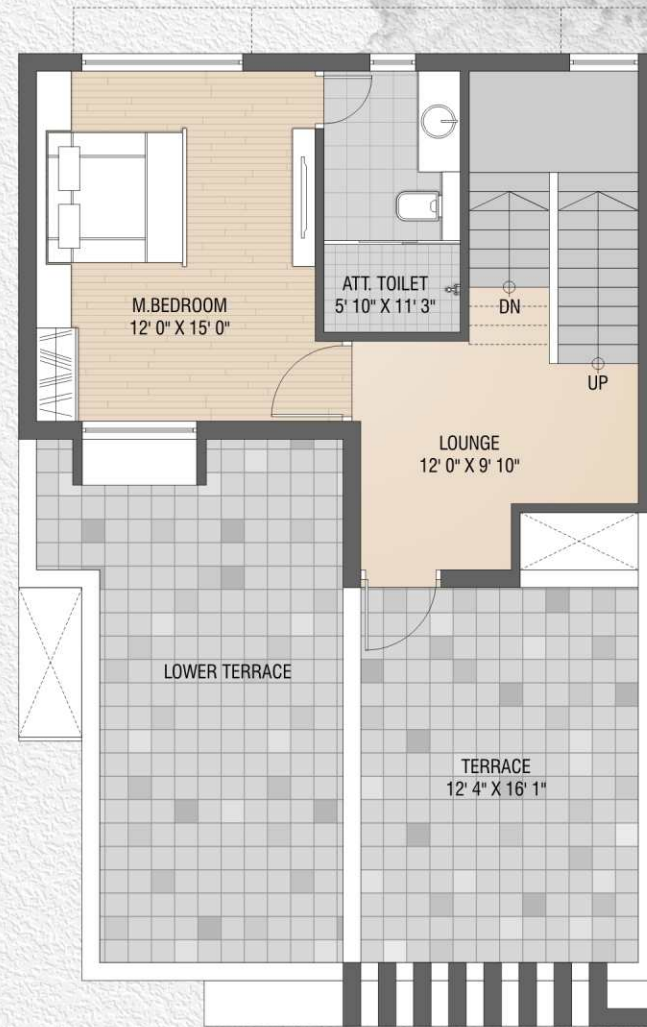 M.BEDROOM
12' 0" X 15' 0"
ATT. TOILET
5' 10" X 11' 3"
DN
UP
LOUNGE
12' 0" X 9' 10"
LOWER TERRACE
TERRACE
12' 4" X 16' 1"